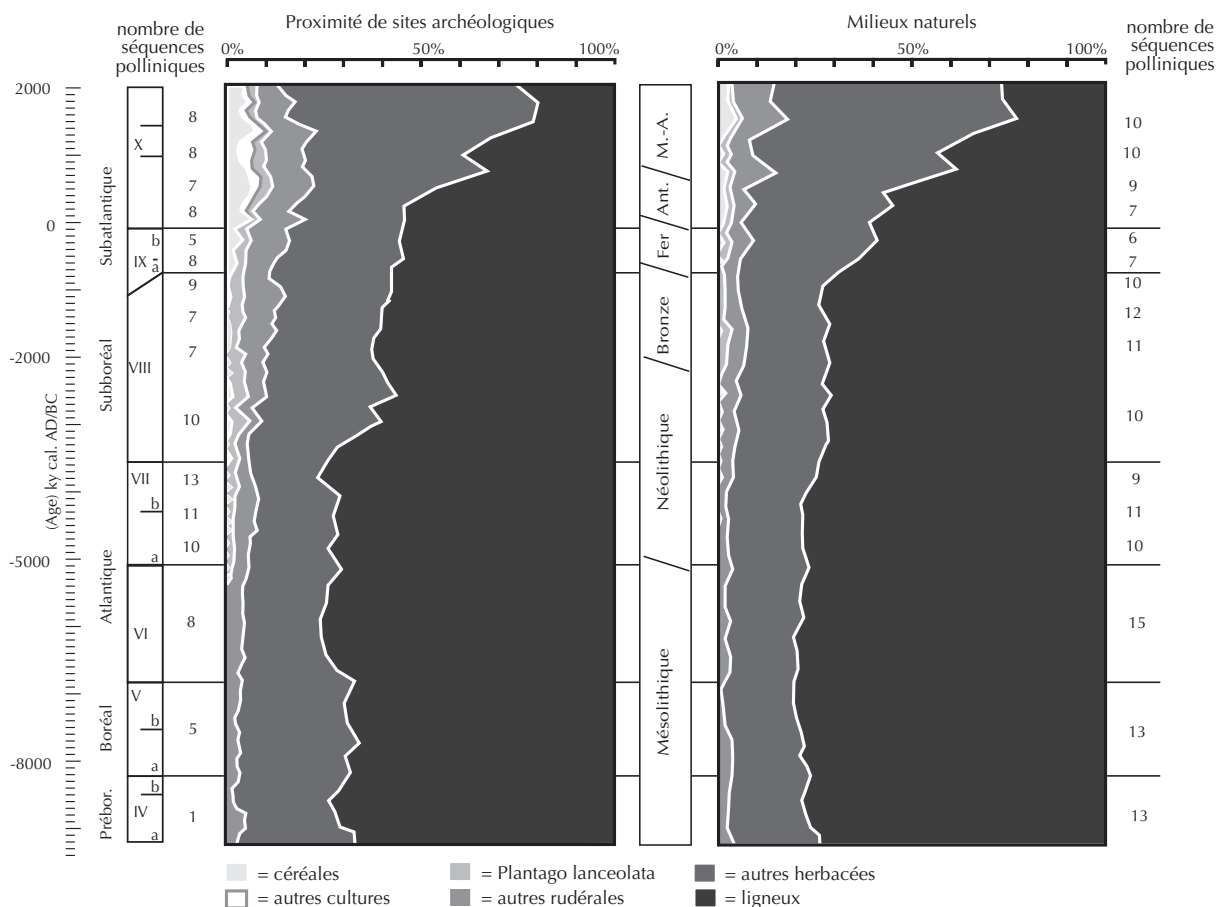 Proximité de sites archéologiques
Milieux naturels
nombre de
séquences
polliniques
nombre de
séquences
polliniques
0% 50% 100%
0% 50% 100%
(Age) ky cal. AD/BC
2000
0
-2000
-5000
-8000
Subatlantique
Subboréal
Atlantique
Boréal
Prébor.
X
b
IX
a
VIII
VII
b
a
VI
V
b
a
b
IV
a
8
8
7
8
5
8
9
7
7
10
13
11
10
8
5
1
M.-A.
Ant.
Fer
Bronze
Néolithique
Mésolithique
10
10
9
7
6
7
10
12
11
10
9
11
10
15
13
13
= céréales
= Plantago lanceolata
= autres herbacées
= autres cultures
= autres rudérales
= ligneux